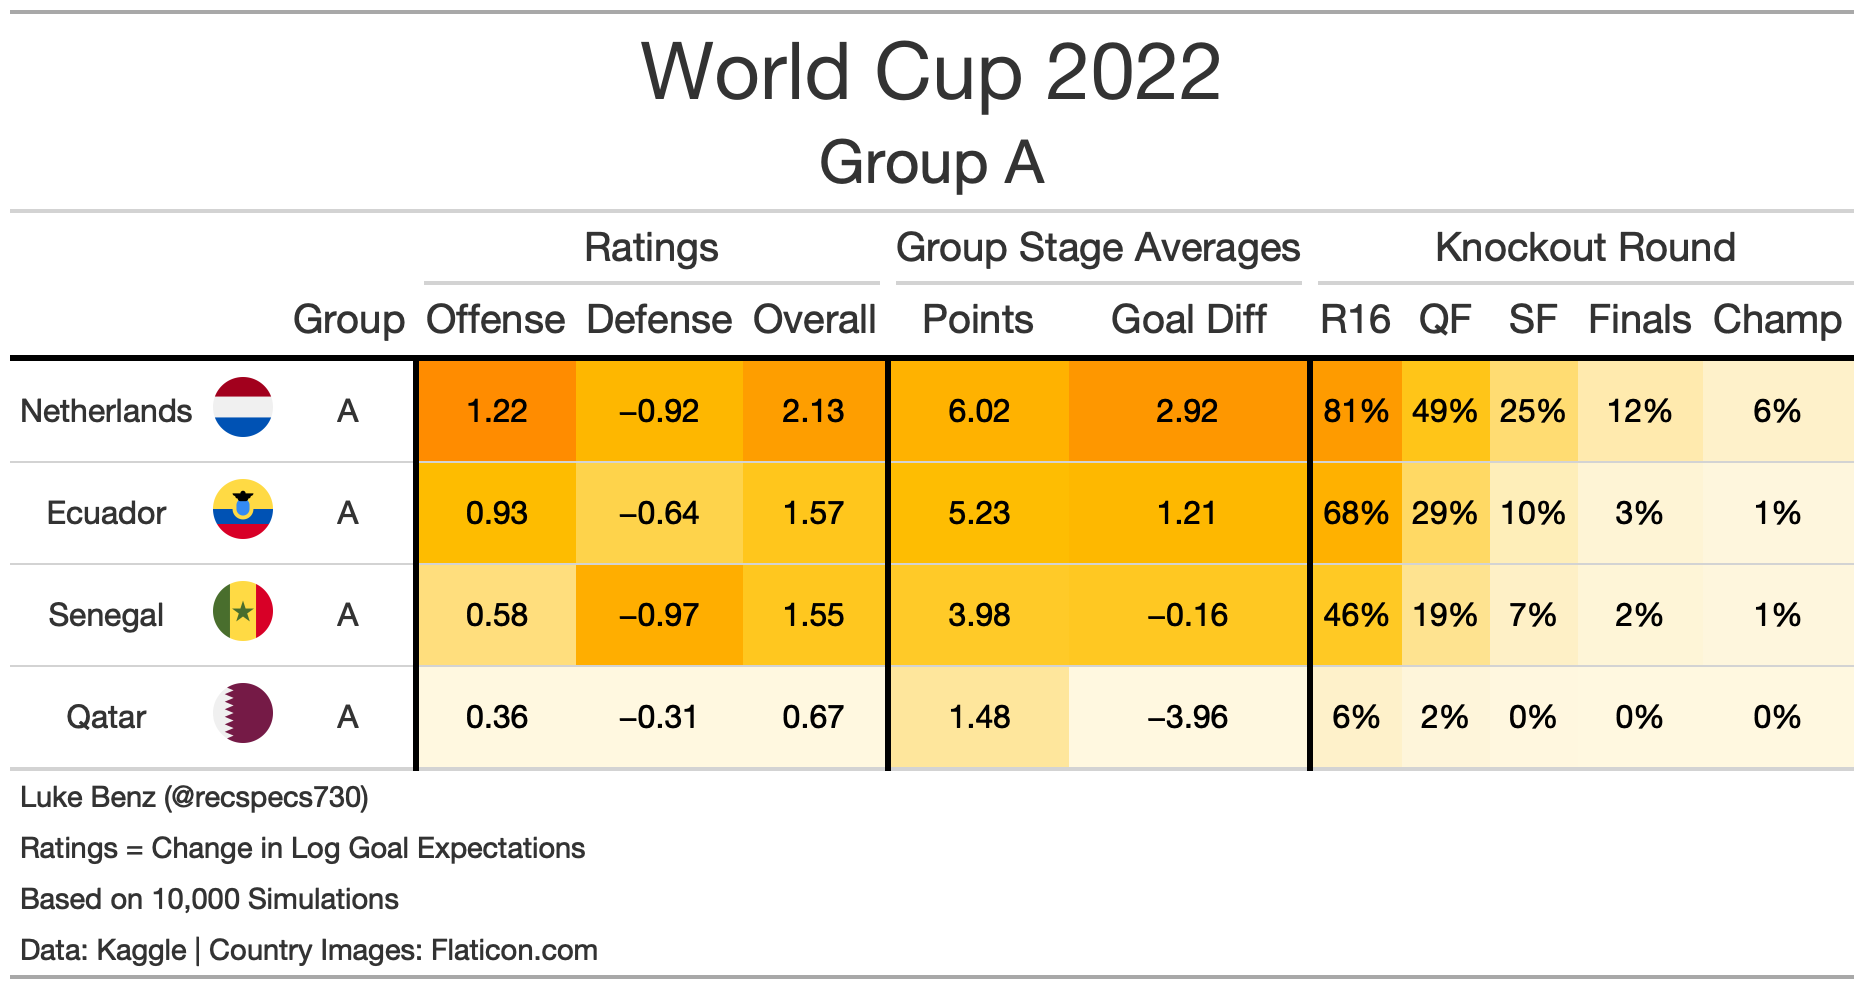 World Cup 2022
Group A
Ratings Group Stage Averages Knockout Round
Group Offense Defense Overall Points Goal Diff R16 QF SF Finals Champ
Netherlands A 1.22 −0.92 2.13 6.02 2.92 81% 49% 25% 12% 6%
Ecuador A 0.93 −0.64 1.57 5.23 1.21 68% 29% 10% 3% 1%
Senegal A 0.58 −0.97 1.55 3.98 −0.16 46% 19% 7% 2% 1%
Qatar A 0.36 −0.31 0.67 1.48 −3.96 6% 2% 0% 0% 0%
Luke Benz (@recspecs730)
Ratings = Change in Log Goal Expectations
Based on 10,000 Simulations
Data: Kaggle | Country Images: Flaticon.com